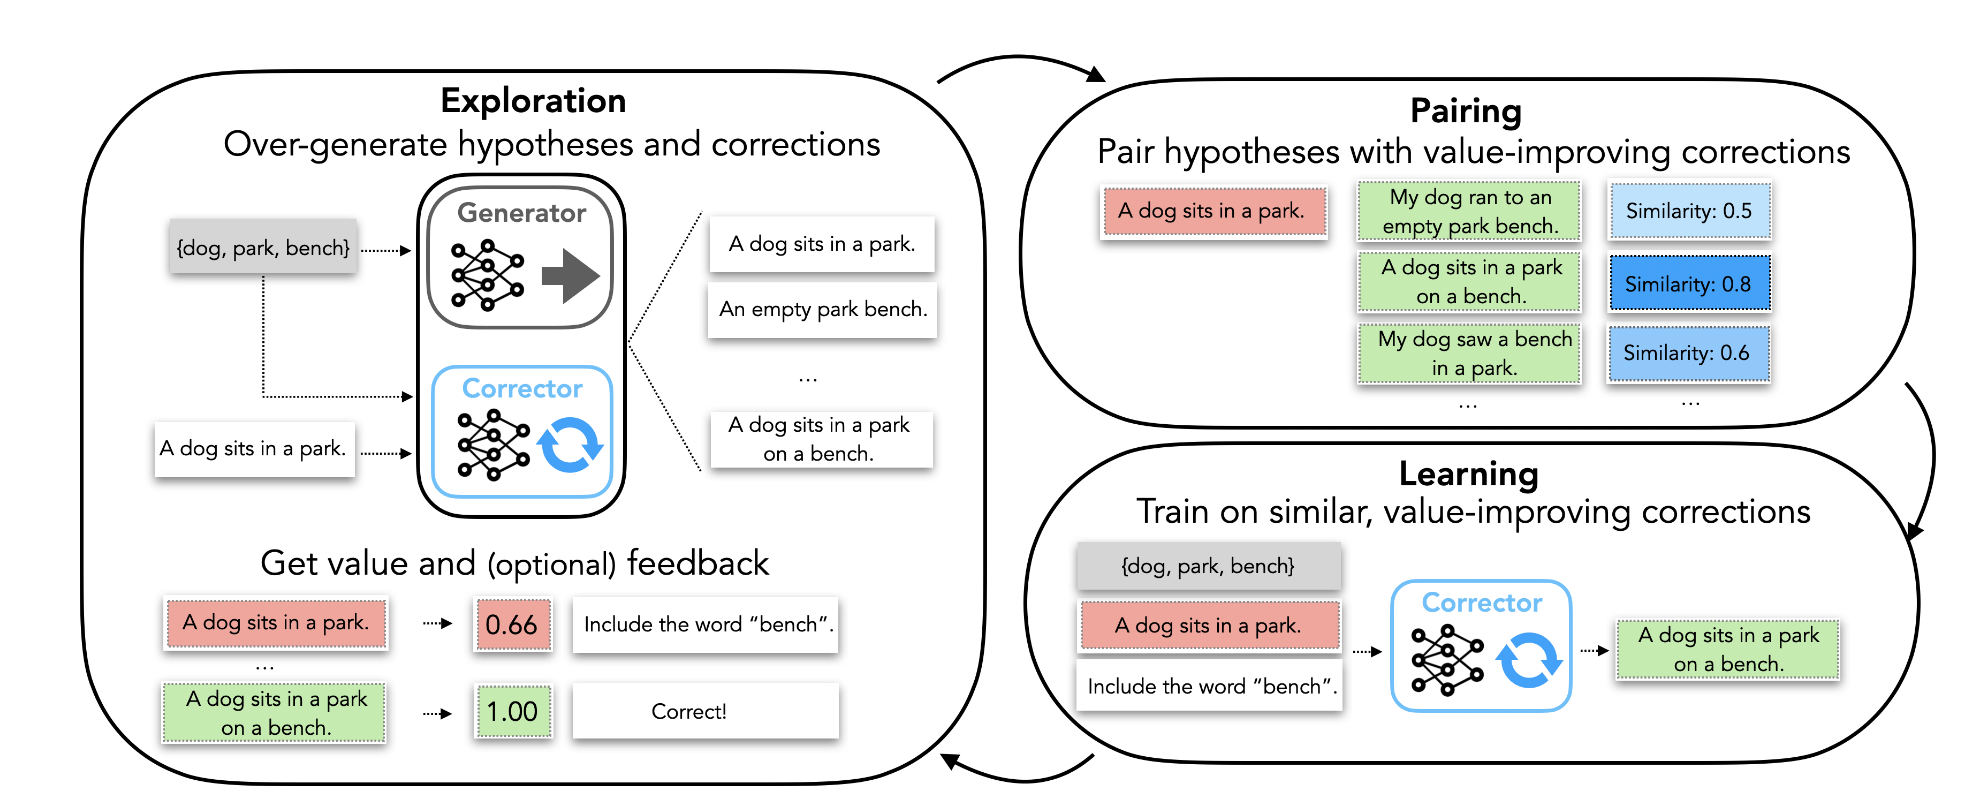 Exploration
Over-generate hypotheses and corrections
{dog, park, bench}
A dog sits in a park.
Generator
Corrector
A dog sits in a park.
An empty park bench.
...
A dog sits in a park
on a bench.
Get value and (optional) feedback
A dog sits in a park.
0.66
Include the word “bench”.
...
A dog sits in a park
on a bench.
1.00
Correct!
Pairing
Pair hypotheses with value-improving corrections
A dog sits in a park.
My dog ran to an
empty park bench.
Similarity: 0.5
A dog sits in a park
on a bench.
Similarity: 0.8
My dog saw a bench
in a park.
Similarity: 0.6
...
...
Learning
Train on similar, value-improving corrections
{dog, park, bench}
A dog sits in a park.
Include the word “bench”.
Corrector
A dog sits in a park
on a bench.